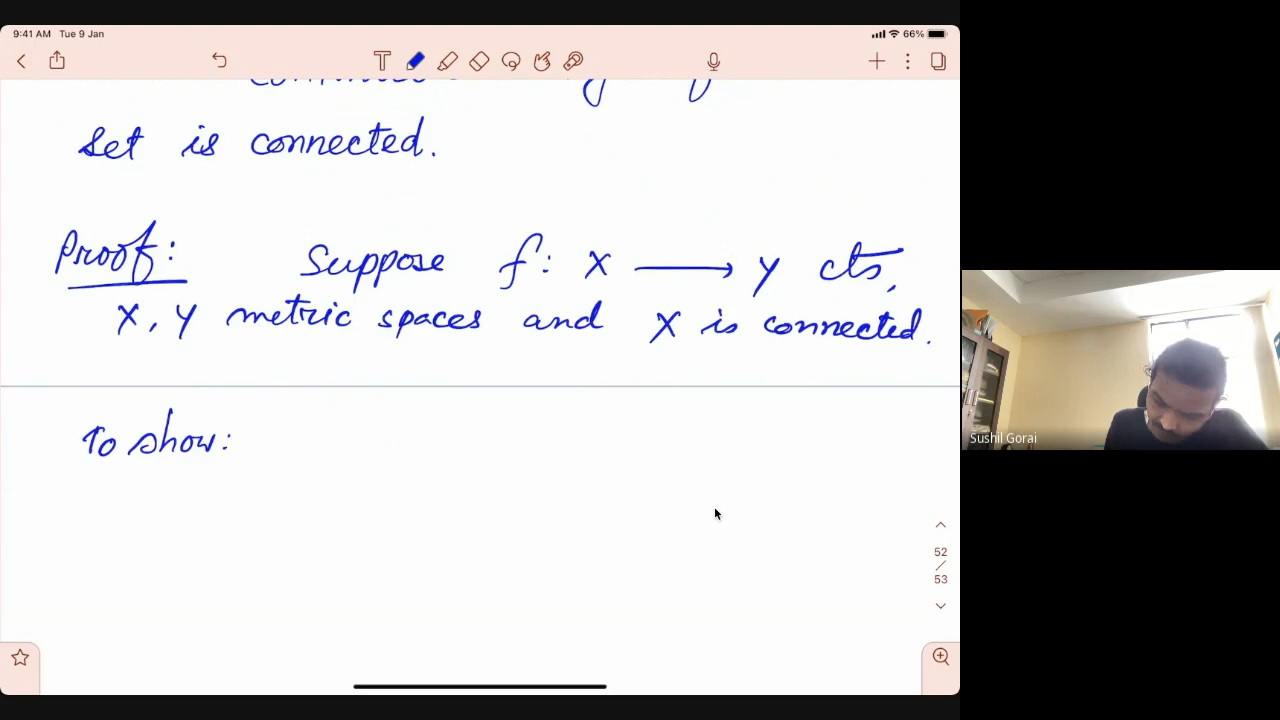 9:41 AM Tue 9 Jan
66%
T
set is connected.
Proof: Suppose f: X ⟶ Y cts,
X, Y metric spaces and X is connected.
To show:
52
/
53
Sushil Gorai